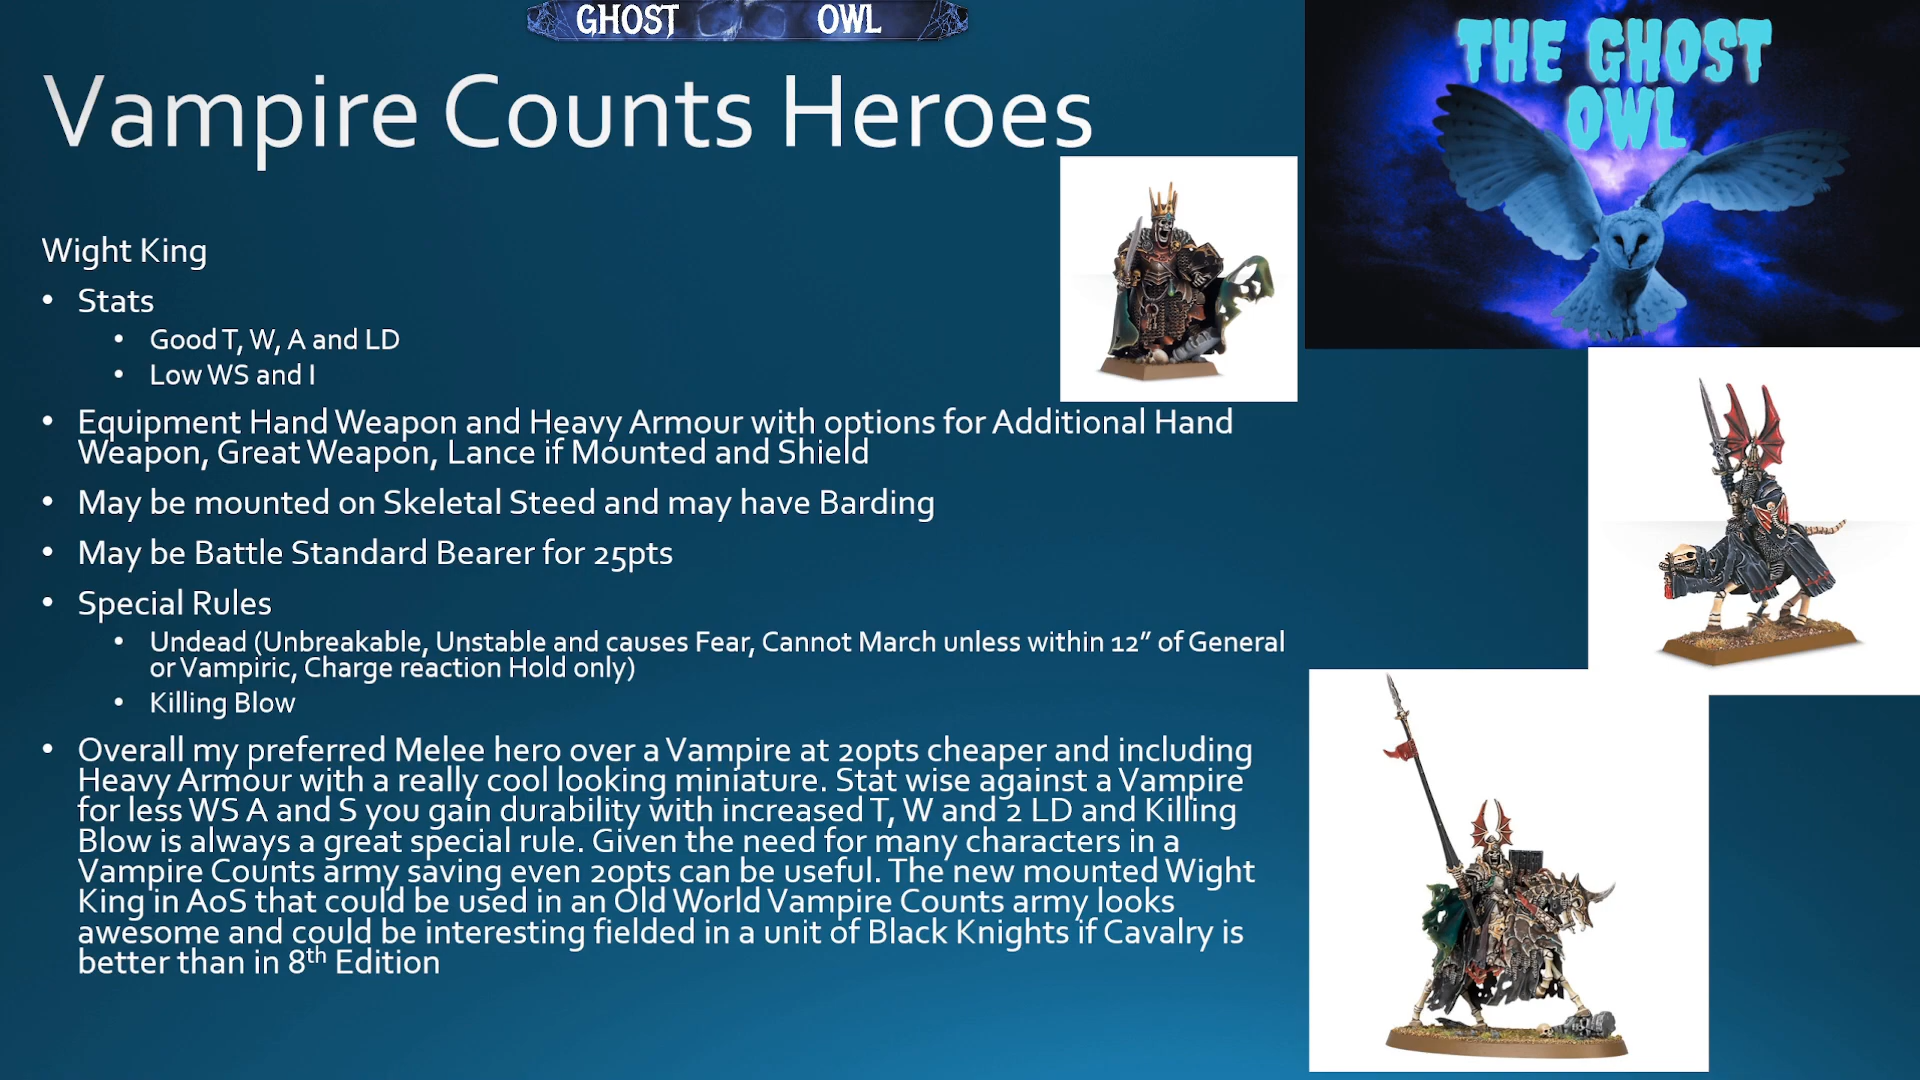 GHOST OWL
THE GHOST
OWL
Vampire Counts Heroes
Wight King
• Stats
• Good T, W, A and LD
• Low WS and I
• Equipment Hand Weapon and Heavy Armour with options for Additional Hand
Weapon, Great Weapon, Lance if Mounted and Shield
• May be mounted on Skeletal Steed and may have Barding
• May be Battle Standard Bearer for 25pts
• Special Rules
• Undead (Unbreakable, Unstable and causes Fear, Cannot March unless within 12” of General
or Vampiric, Charge reaction Hold only)
• Killing Blow
• Overall my preferred Melee hero over a Vampire at 20pts cheaper and including
Heavy Armour with a really cool looking miniature. Stat wise against a Vampire
for less WS A and S you gain durability with increased T, W and 2 LD and Killing
Blow is always a great special rule. Given the need for many characters in a
Vampire Counts army saving even 20pts can be useful. The new mounted Wight
King in AoS that could be used in an Old World Vampire Counts army looks
awesome and could be interesting fielded in a unit of Black Knights if Cavalry is
better than in 8th Edition